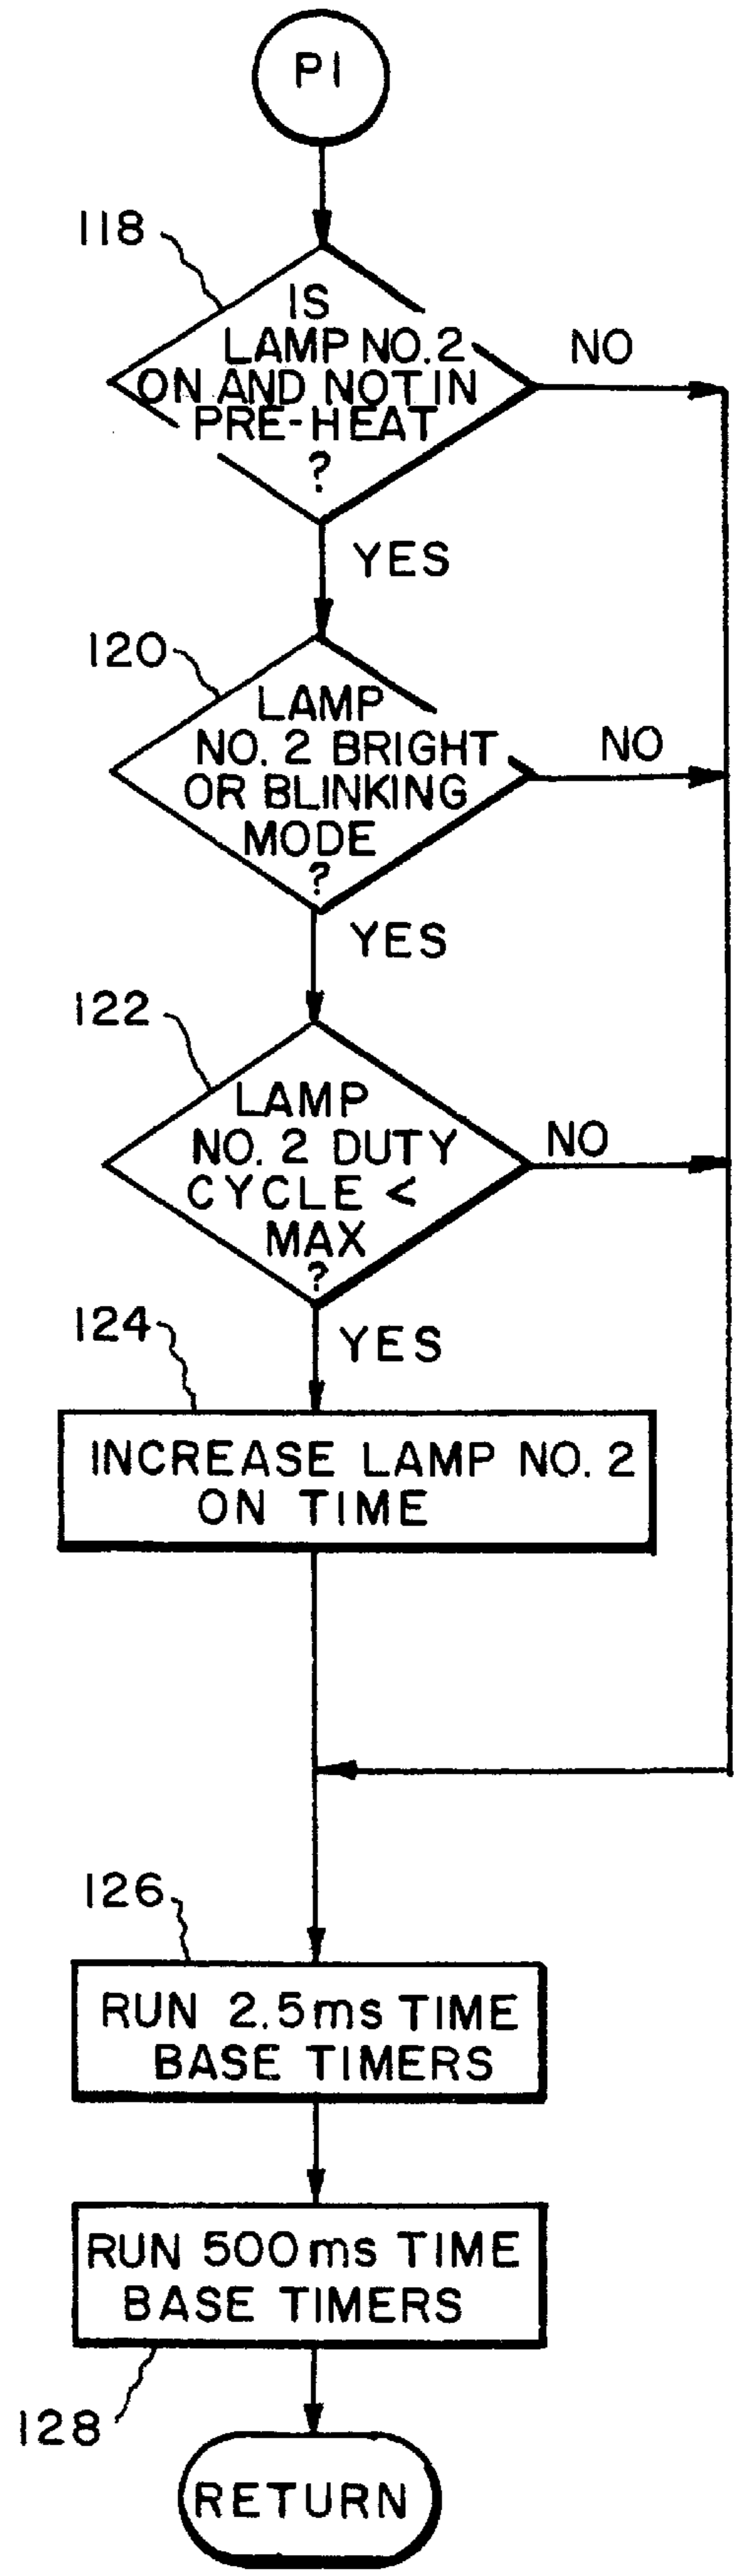 P1
118
IS
LAMP NO. 2
ON AND NOT IN
PRE-HEAT
?
NO
YES
120
LAMP
NO. 2 BRIGHT
OR BLINKING
MODE
?
NO
YES
122
LAMP
NO. 2 DUTY
CYCLE <
MAX
?
NO
YES
124
INCREASE LAMP NO. 2
ON TIME
126
RUN 2.5ms TIME
BASE TIMERS
RUN 500ms TIME
BASE TIMERS
128
RETURN